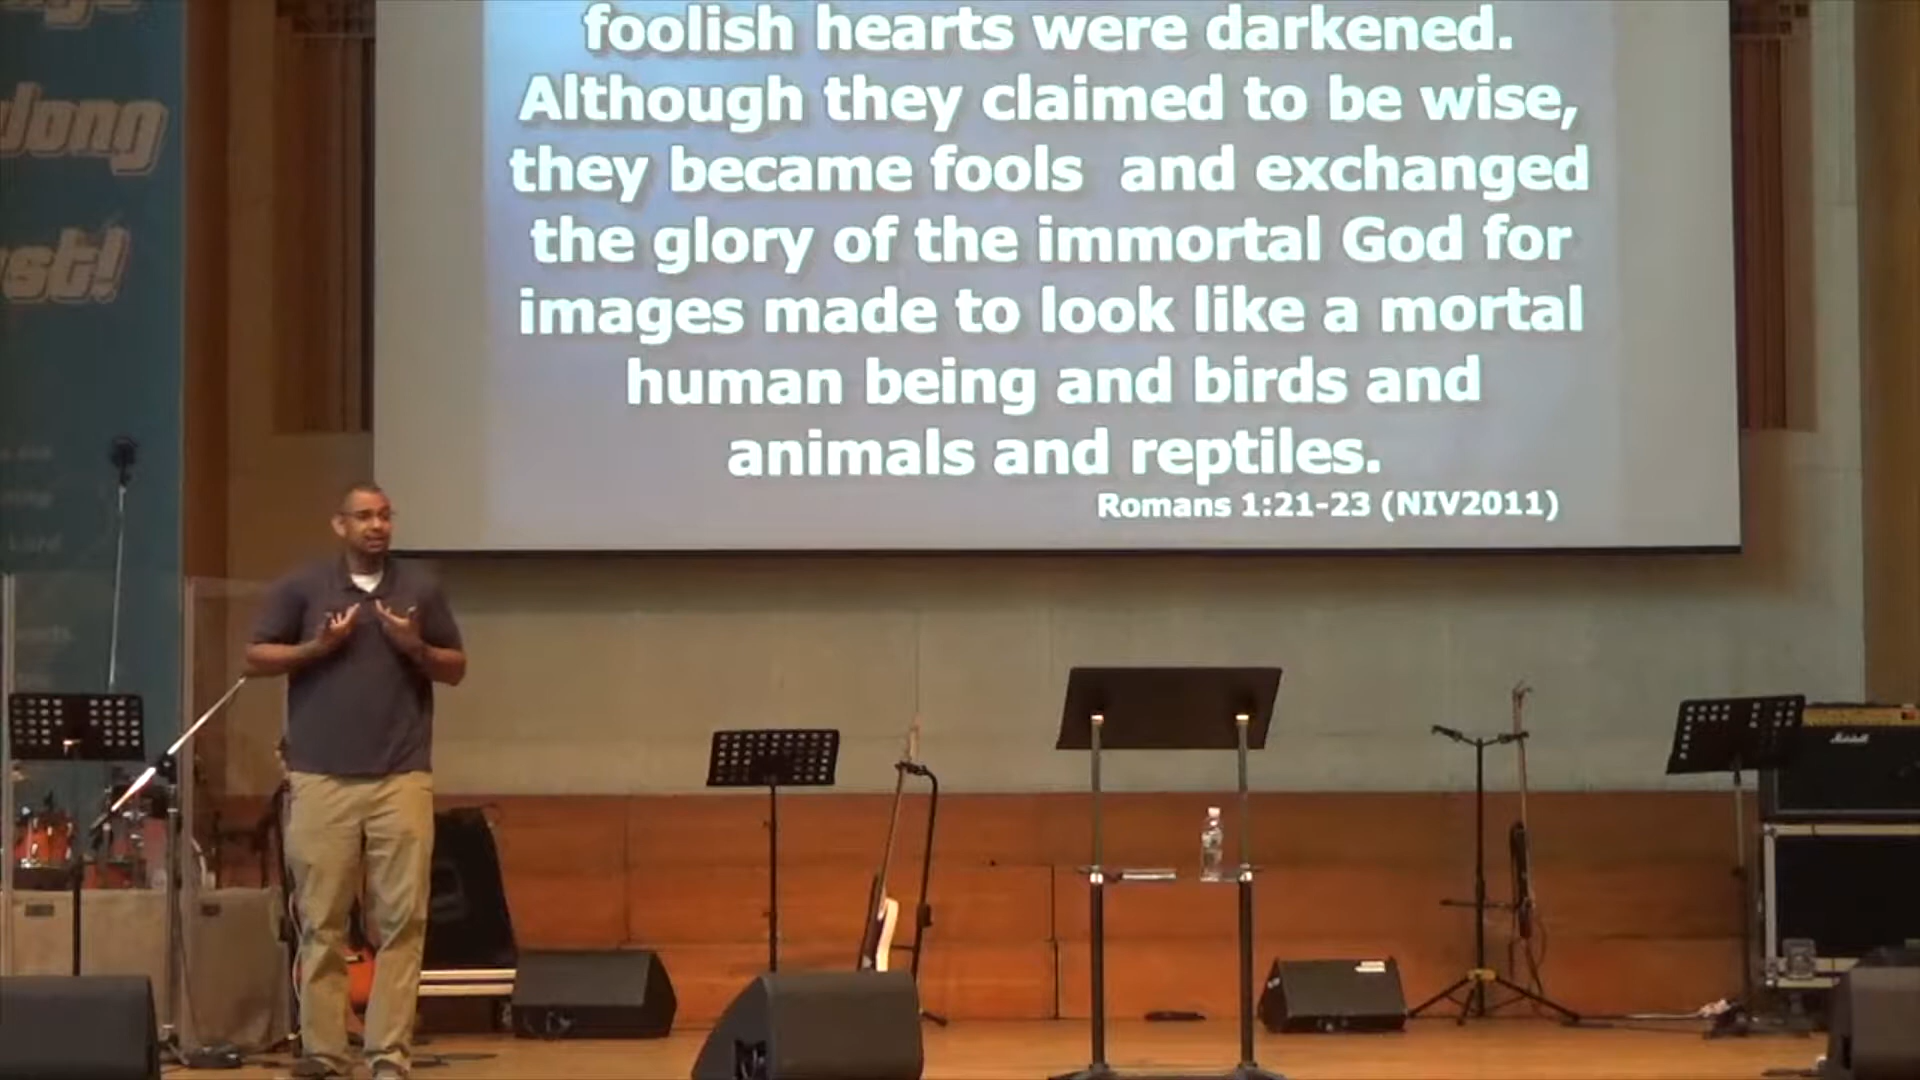 foolish hearts were darkened.
Although they claimed to be wise,
they became fools and exchanged
the glory of the immortal God for
images made to look like a mortal
human being and birds and
animals and reptiles.
Romans 1:21-23 (NIV2011)
Marshall